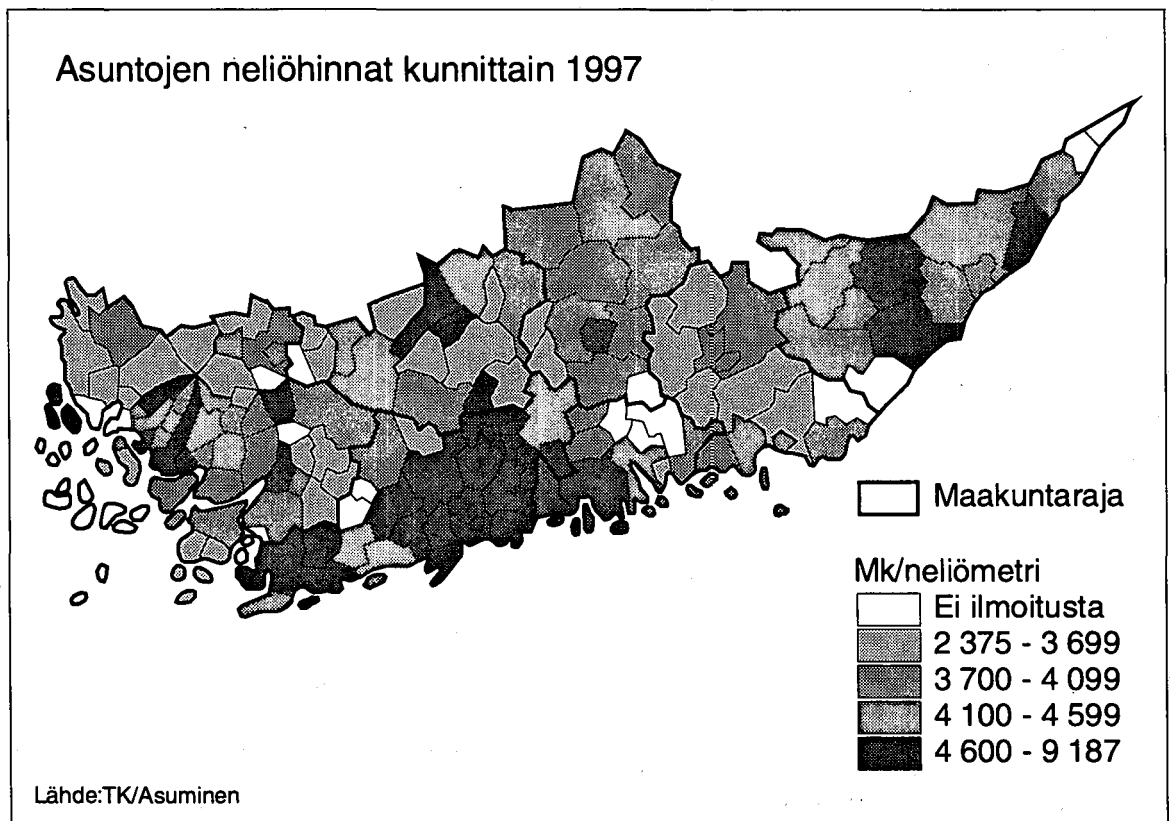 Asuntojen neliöhinnat kunnittain 1997
Maakuntaraja
Mk/neliömetri
Ei ilmoitusta
2 375 - 3 699
3 700 - 4 099
4 100 - 4 599
4 600 - 9 187
Lähde:TK/Asuminen